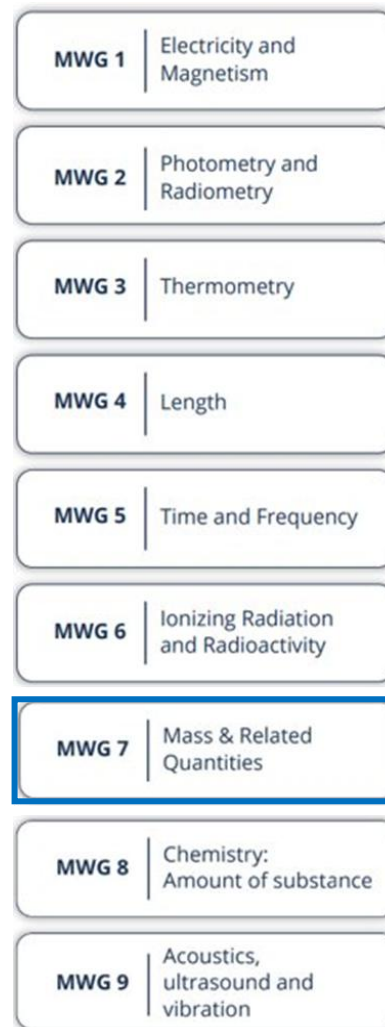 MWG 1
Electricity and
Magnetism
MWG 2
Photometry and
Radiometry
MWG 3
Thermometry
MWG 4
Length
MWG 5
Time and Frequency
MWG 6
Ionizing Radiation
and Radioactivity
MWG 7
Mass & Related
Quantities
MWG 8
Chemistry:
Amount of substance
MWG 9
Acoustics,
ultrasound and
vibration